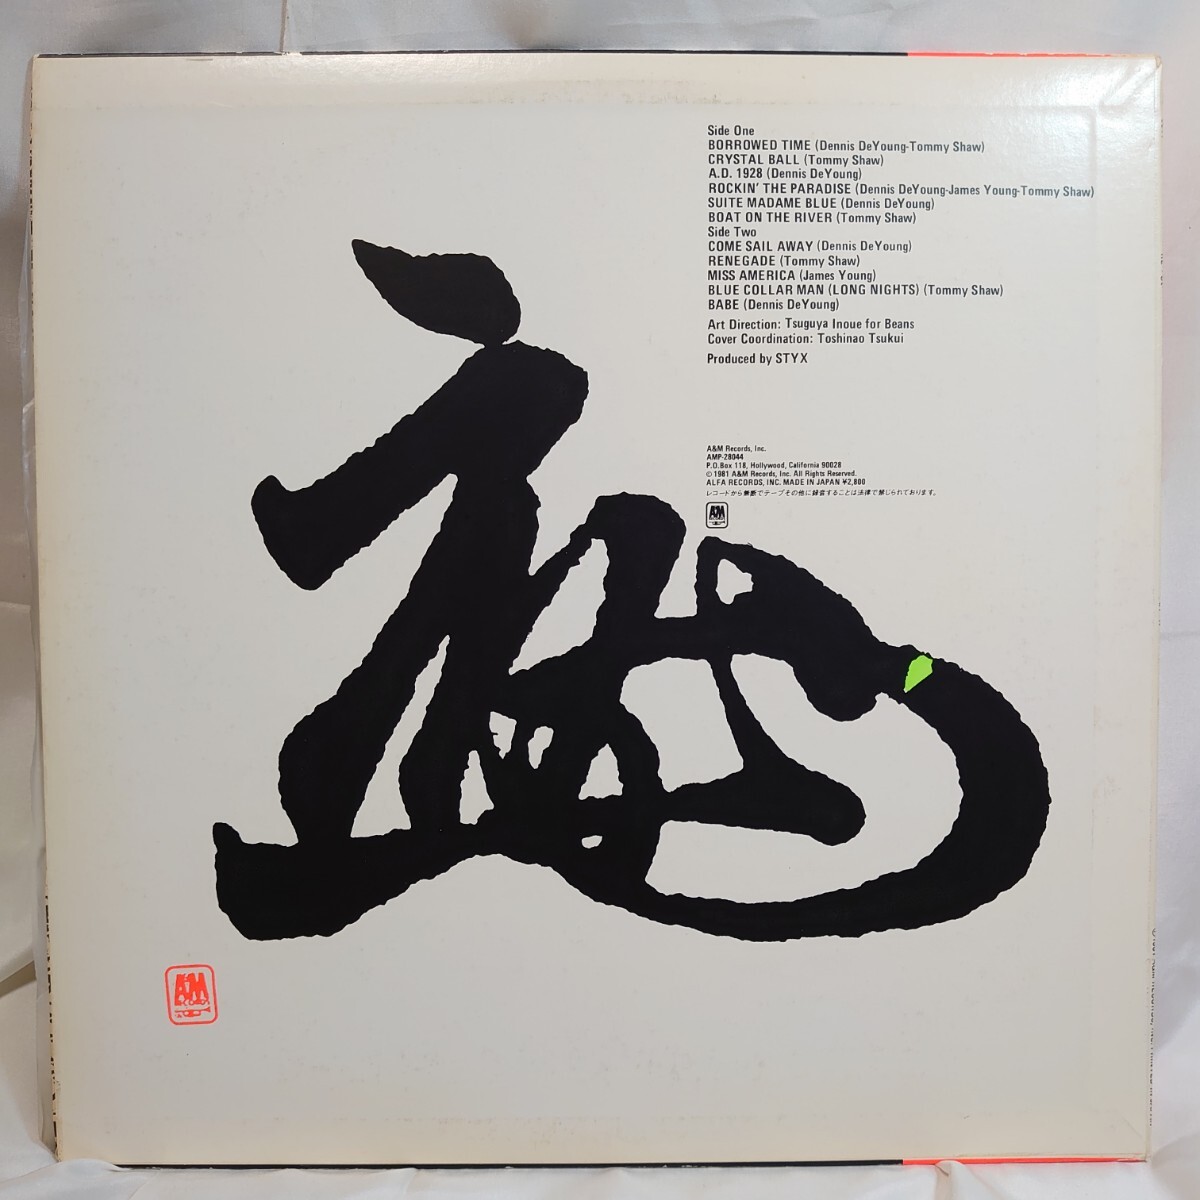 Side One
BORROWED TIME (Dennis DeYoung-Tommy Shaw)
CRYSTAL BALL (Tommy Shaw)
A.D. 1928 (Dennis DeYoung)
ROCKIN' THE PARADISE (Dennis DeYoung-James Young-Tommy Shaw)
SUITE MADAME BLUE (Dennis DeYoung)
BOAT ON THE RIVER (Tommy Shaw)
Side Two
COME SAIL AWAY (Dennis DeYoung)
RENEGADE (Tommy Shaw)
MISS AMERICA (James Young)
BLUE COLLAR MAN (LONG NIGHTS) (Tommy Shaw)
BABE (Dennis DeYoung)
Art Direction: Tsuguya Inoue for Beans
Cover Coordination: Toshinao Tsukui
Produced by STYX
A&M Records, Inc.
AMP-28044
P.O.Box 118, Hollywood, California 90028
© 1981 A&M Records, Inc. All Rights Reserved.
ALFA RECORDS, INC. MADE IN JAPAN ¥2,800
レコードから無断でテープその他に録音することは法律で禁じられております。
A&M
RECORDS
A&M
RECORDS